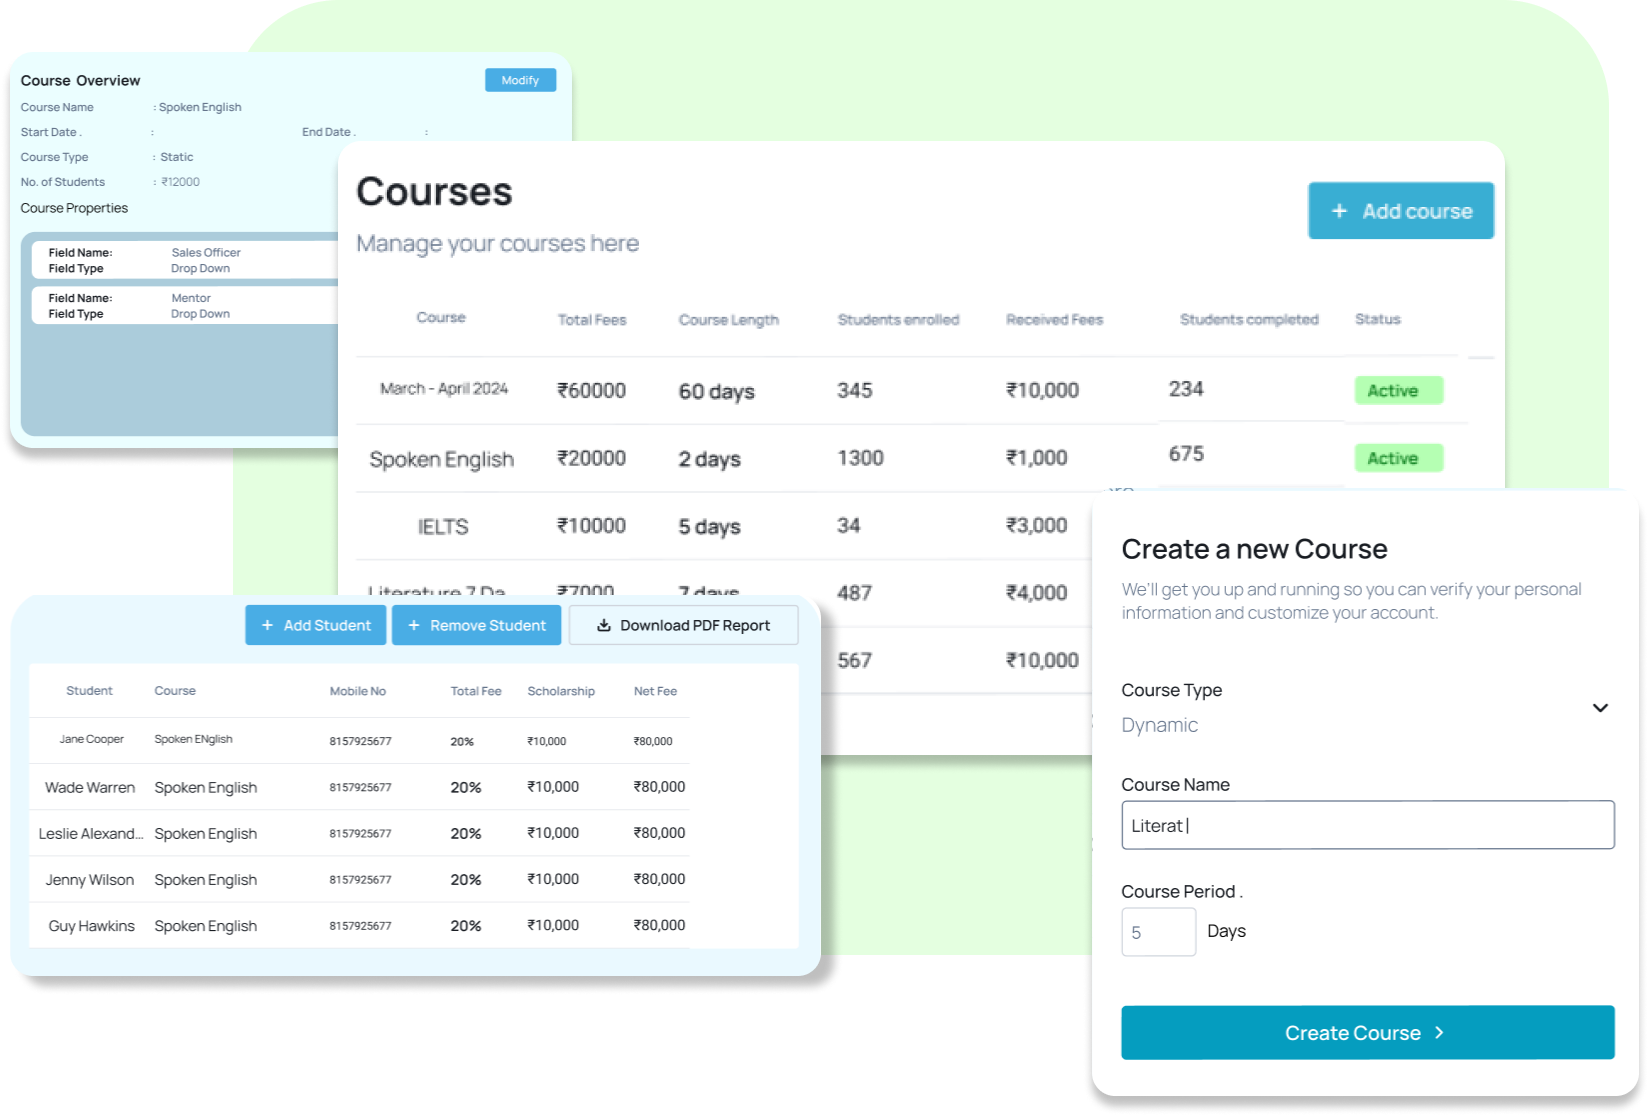 Course Overview
Modify
Course Name : Spoken English
Start Date . : End Date . :
Course Type : Static
No. of Students : ₹12000
Course Properties
Field Name: Sales Officer
Field Type Drop Down
Field Name: Mentor
Field Type Drop Down
Courses
Manage your courses here
+ Add course
Course Total Fees Course Length Students enrolled Received Fees Students completed Status
March - April 2024 ₹60000 60 days 345 ₹10,000 234 Active
Spoken English ₹20000 2 days 1300 ₹1,000 675 Active
IELTS ₹10000 5 days 34 ₹3,000
Literature 7 Da ₹7000 7 days 487 ₹4,000
567 ₹10,000
+ Add Student + Remove Student Download PDF Report
Student Course Mobile No Total Fee Scholarship Net Fee
Jane Cooper Spoken ENglish 8157925677 20% ₹10,000 ₹80,000
Wade Warren Spoken English 8157925677 20% ₹10,000 ₹80,000
Leslie Alexand... Spoken English 8157925677 20% ₹10,000 ₹80,000
Jenny Wilson Spoken English 8157925677 20% ₹10,000 ₹80,000
Guy Hawkins Spoken English 8157925677 20% ₹10,000 ₹80,000
Create a new Course
We'll get you up and running so you can verify your personal
information and customize your account.
Course Type
Dynamic
Course Name
Literat
Course Period .
5 Days
Create Course >